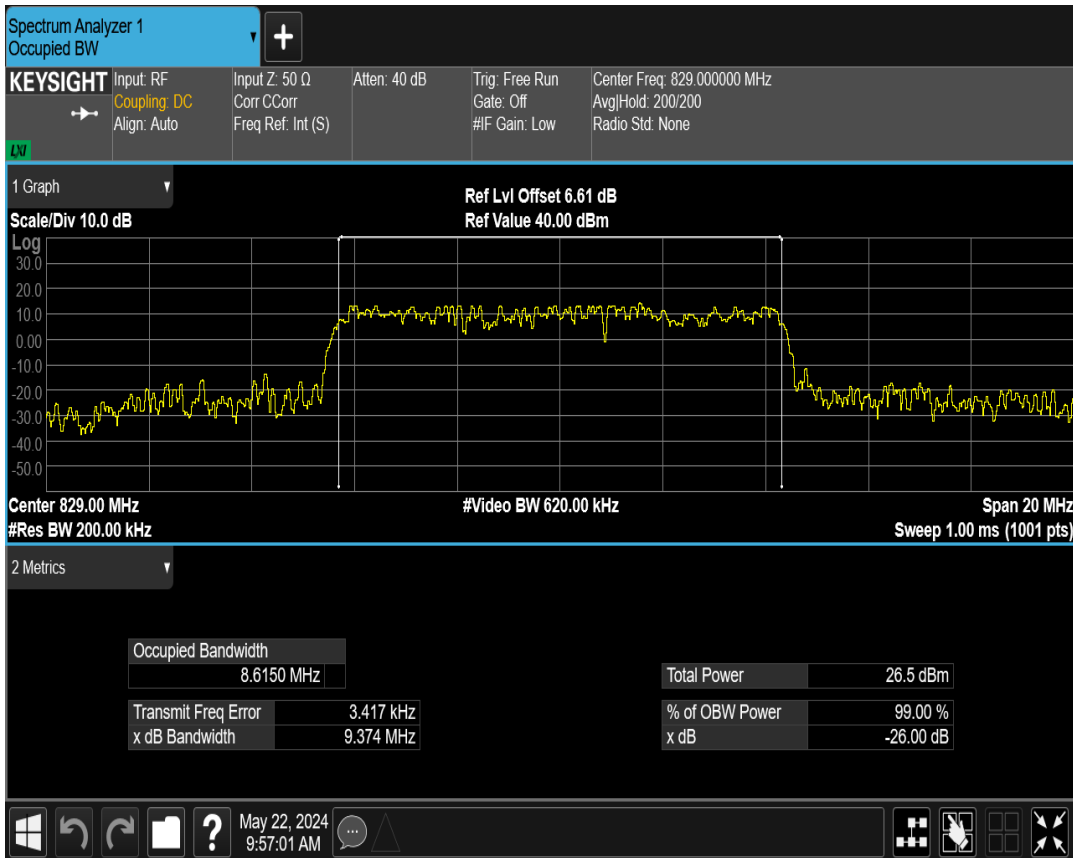 Spectrum Analyzer 1
Occupied BW
+
KEYSIGHT
LXI
Input: RF
Coupling: DC
Align: Auto
Input Z: 50 Ω
Corr CCorr
Freq Ref: Int (S)
Atten: 40 dB
Trig: Free Run
Gate: Off
#IF Gain: Low
Center Freq: 829.000000 MHz
Avg|Hold: 200/200
Radio Std: None
1 Graph
Scale/Div 10.0 dB
Ref Lvl Offset 6.61 dB
Ref Value 40.00 dBm
Log
30.0
20.0
10.0
0.00
-10.0
-20.0
-30.0
-40.0
-50.0
Center 829.00 MHz
#Video BW 620.00 kHz
Span 20 MHz
#Res BW 200.00 kHz
Sweep 1.00 ms (1001 pts)
2 Metrics
Occupied Bandwidth
8.6150 MHz
Total Power 26.5 dBm
Transmit Freq Error 3.417 kHz
% of OBW Power 99.00 %
x dB Bandwidth 9.374 MHz
x dB -26.00 dB
?
May 22, 2024
9:57:01 AM